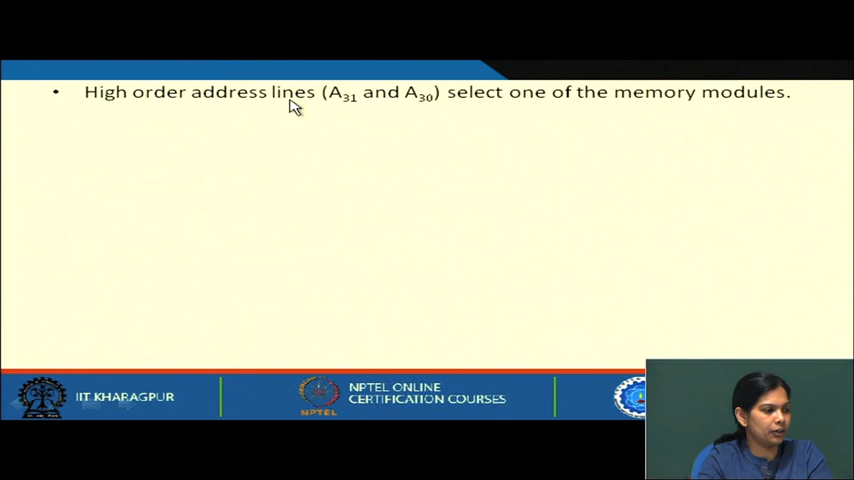 • High order address lines (A31 and A30) select one of the memory modules.
IIT KHARAGPUR
NPTEL
NPTEL ONLINE
CERTIFICATION COURSES